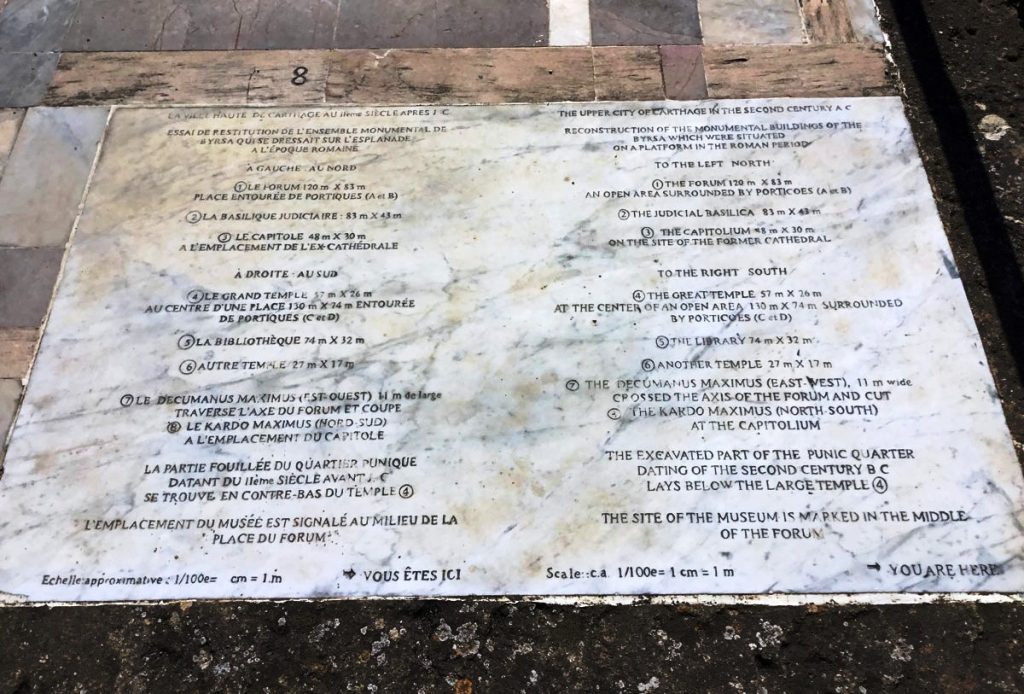 8
LA VILLE HAUTE DE CARTHAGE AU IIème SIÈCLE APRES J C
ESSAI DE RESTITUTION DE L'ENSEMBLE MONUMENTAL DE
BYRSA QUI SE DRESSAIT SUR L'ESPLANADE
A L'ÉPOQUE ROMAINE
À GAUCHE : AU NORD
① LE FORUM 120 m X 83 m
PLACE ENTOURÉE DE PORTIQUES (A et B)
② LA BASILIQUE JUDICIAIRE : 83 m X 43 m
③ LE CAPITOLE 48 m X 30 m
A L'EMPLACEMENT DE L'EX-CATHÉDRALE
À DROITE : AU SUD
④ LE GRAND TEMPLE 57 m X 26 m
AU CENTRE D'UNE PLACE 130 m X 74 m ENTOURÉE
DE PORTIQUES (C et D)
⑤ LA BIBLIOTHÈQUE 74 m X 32 m
⑥ AUTRE TEMPLE 27 m X 17 m
⑦ LE DECUMANUS MAXIMUS (EST-OUEST) 11 m de large
TRAVERSE L'AXE DU FORUM ET COUPE
⑧ LE KARDO MAXIMUS (NORD-SUD)
A L'EMPLACEMENT DU CAPITOLE
LA PARTIE FOUILLÉE DU QUARTIER PUNIQUE
DATANT DU IIème SIÈCLE AVANT J. C
SE TROUVE EN CONTRE-BAS DU TEMPLE ④
L'EMPLACEMENT DU MUSÉE EST SIGNALÉ AU MILIEU DE LA
PLACE DU FORUM
Echelle approximative : 1/100e = cm = 1 m
→ VOUS ÊTES ICI
THE UPPER CITY OF CARTHAGE IN THE SECOND CENTURY A C
RECONSTRUCTION OF THE MONUMENTAL BUILDINGS OF THE
BYRSA WHICH WERE SITUATED
ON A PLATFORM IN THE ROMAN PERIOD
TO THE LEFT NORTH
① THE FORUM 120 m X 83 m
AN OPEN AREA SURROUNDED BY PORTICOES (A et B)
② THE JUDICIAL BASILICA 83 m X 43 m
③ THE CAPITOLIUM 48 m X 30 m
ON THE SITE OF THE FORMER CATHEDRAL
TO THE RIGHT SOUTH
④ THE GREAT TEMPLE 57 m X 26 m
AT THE CENTER OF AN OPEN AREA 130 m X 74 m SURROUNDED
BY PORTICOES (C et D)
⑤ THE LIBRARY 74 m X 32 m
⑥ ANOTHER TEMPLE 27 m X 17 m
⑦ THE DECUMANUS MAXIMUS (EAST-WEST), 11 m wide
CROSSED THE AXIS OF THE FORUM AND CUT
THE KARDO MAXIMUS (NORTH-SOUTH)
AT THE CAPITOLIUM
THE EXCAVATED PART OF THE PUNIC QUARTER
DATING OF THE SECOND CENTURY B C
LAYS BELOW THE LARGE TEMPLE ④
THE SITE OF THE MUSEUM IS MARKED IN THE MIDDLE
OF THE FORUM
Scale : c.a. 1/100e = 1 cm = 1 m
→ YOU ARE HERE